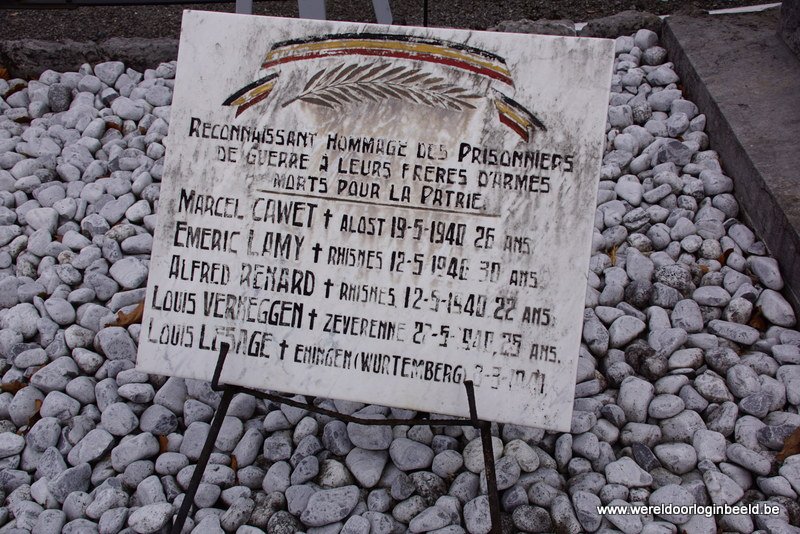 RECONNAISSANT HOMMAGE DES PRISONNIERS
DE GUERRE À LEURS FRÈRES D'ARMES
MORTS POUR LA PATRIE.
MARCEL CAWET † ALOST 19-5-1940 26 ANS.
EMERIC LAMY † RHISNES 12-5-1940 30 ANS.
ALFRED RENARD † RHISNES 12-5-1940 22 ANS.
LOUIS VERHEGGEN † ZEVERENNE 27-5-1940, 25 ANS.
LOUIS LESAGE † EHINGEN (WURTEMBERG) 3-3-1941
www.wereldoorloginbeeld.be